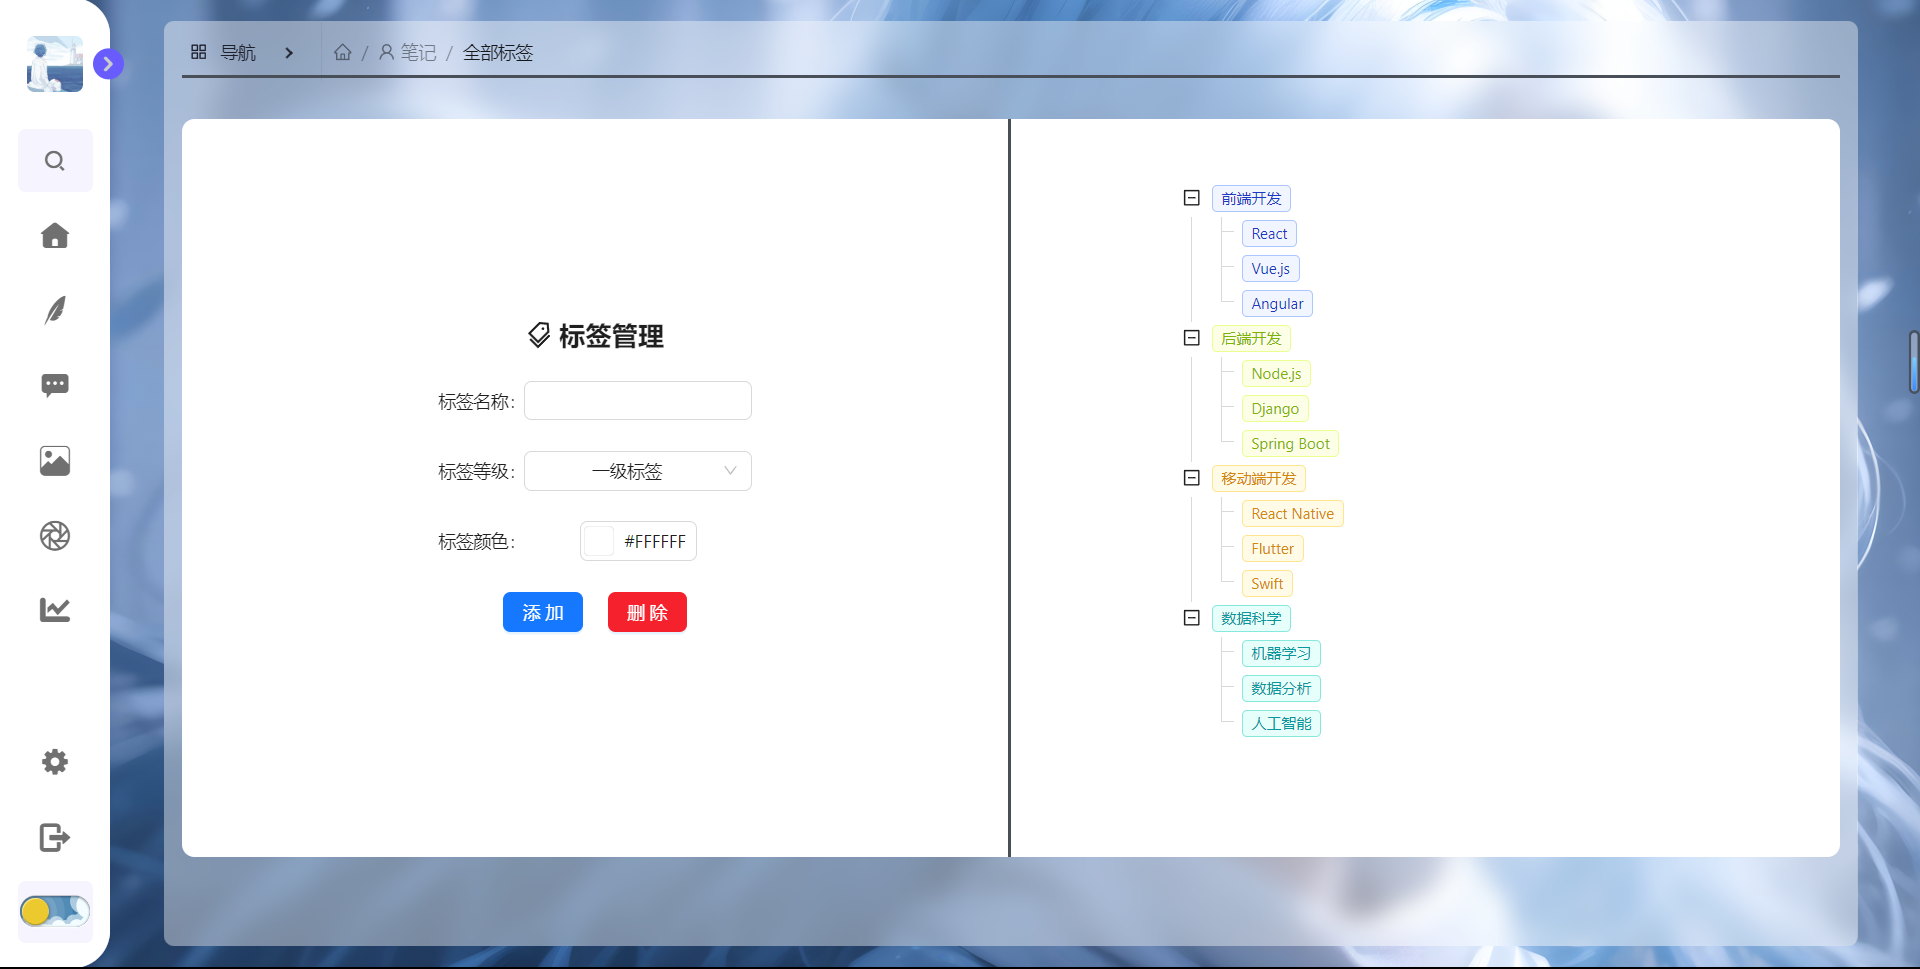 导航
/ 笔记 / 全部标签
标签管理
标签名称:
标签等级: 一级标签
标签颜色: #FFFFFF
添加 删除
前端开发
React
Vue.js
Angular
后端开发
Node.js
Django
Spring Boot
移动端开发
React Native
Flutter
Swift
数据科学
机器学习
数据分析
人工智能